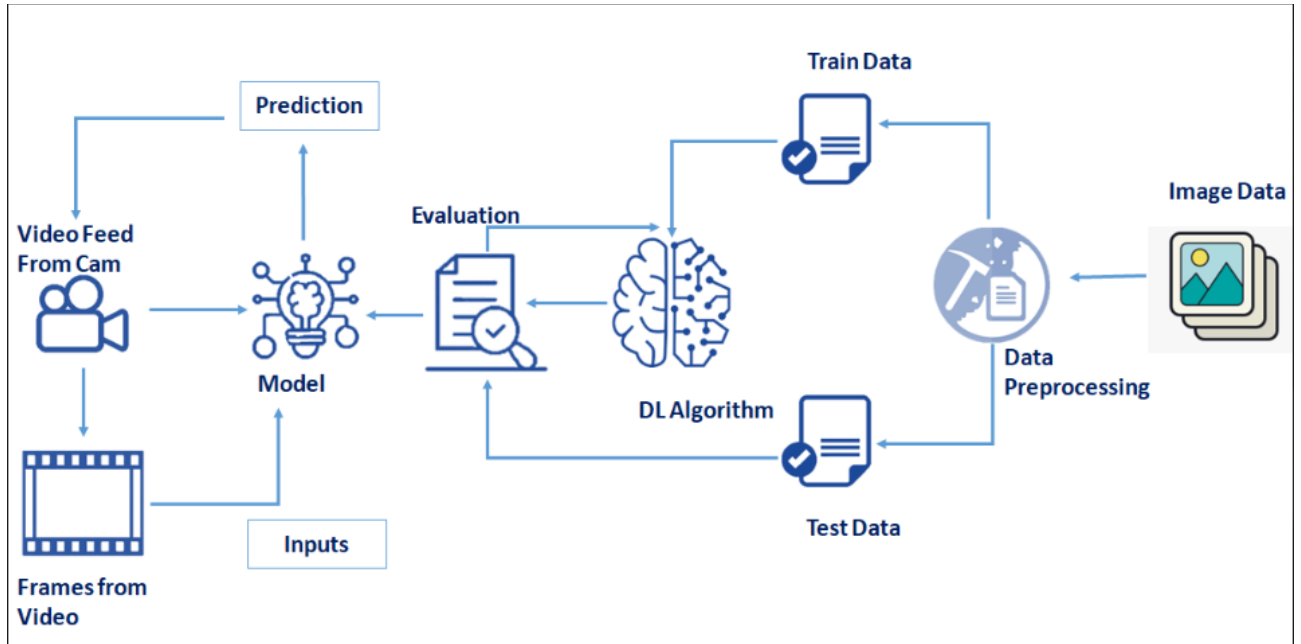 Train Data
Prediction
Image Data
Evaluation
Video Feed
From Cam
Data
Preprocessing
Model
DL Algorithm
Test Data
Inputs
Frames from
Video